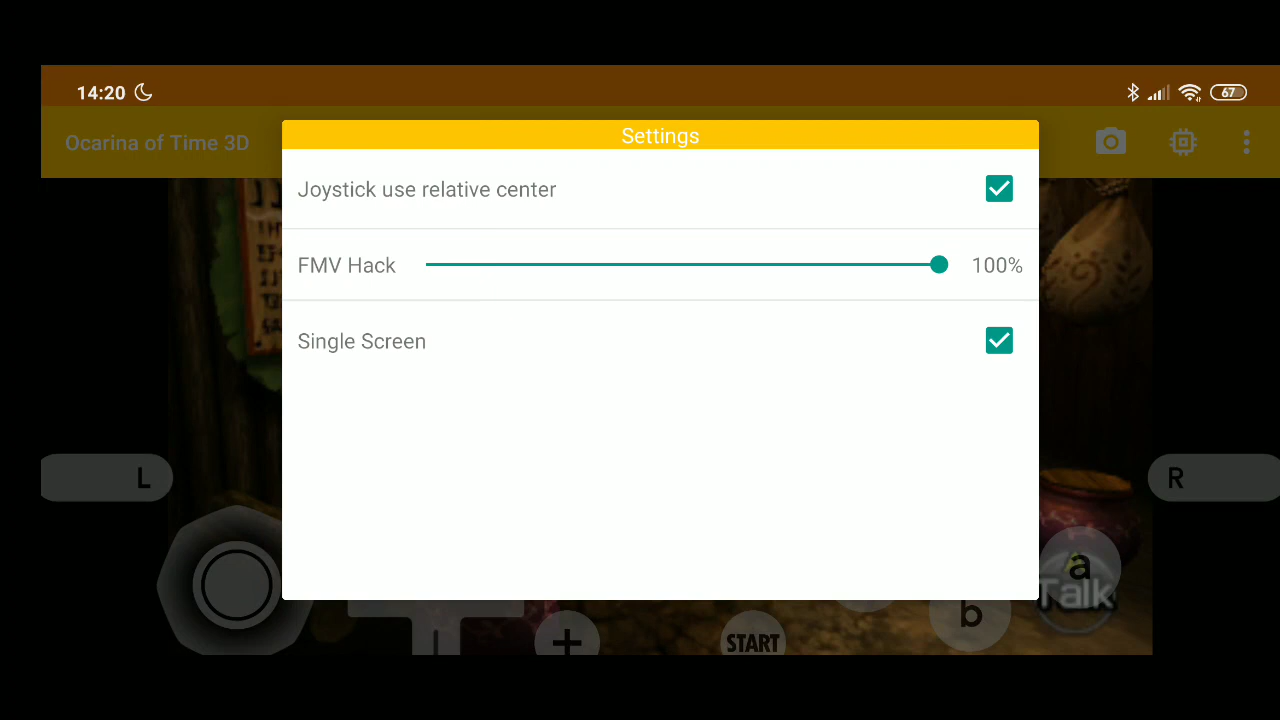 14:20
67
Ocarina of Time 3D
Settings
Joystick use relative center
FMV Hack
100%
Single Screen
L
R
a
Talk
b
START